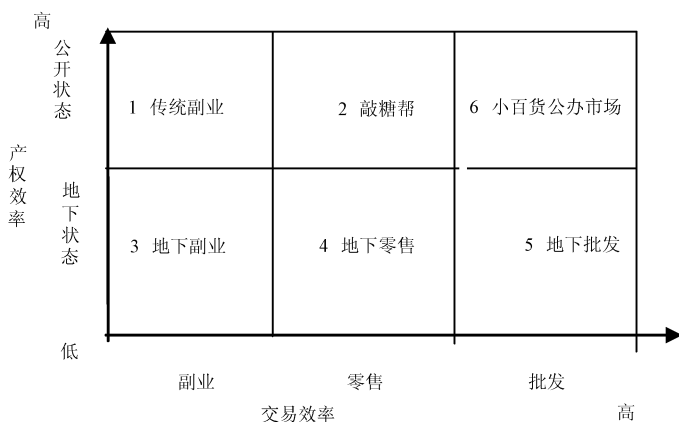 高
公开状态
1 传统副业
2 敲糖帮
6 小百货公办市场
产权效率
地下状态
3 地下副业
4 地下零售
5 地下批发
低
副业
零售
批发
交易效率
高